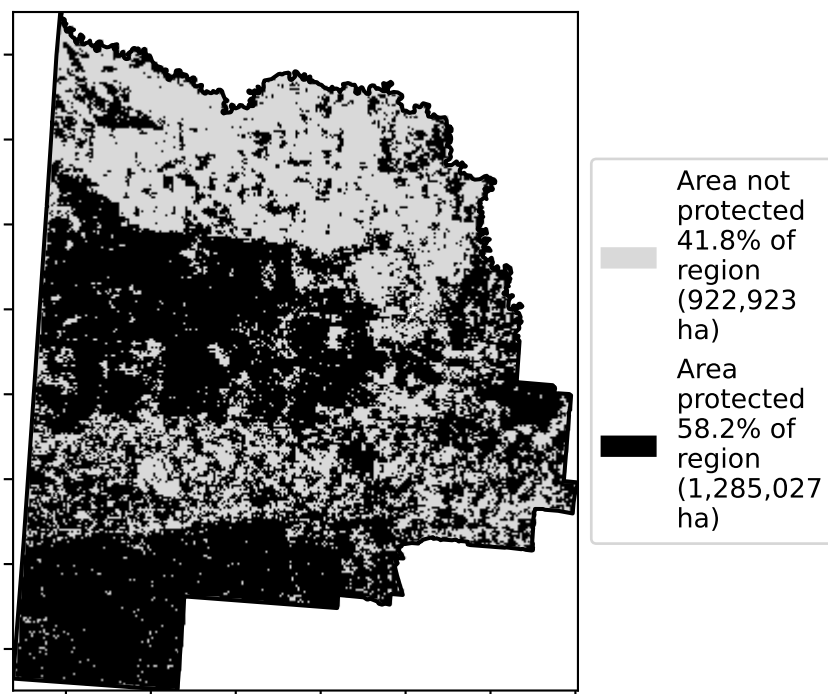 Area not
protected
41.8% of
region
(922,923
ha)
Area
protected
58.2% of
region
(1,285,027
ha)